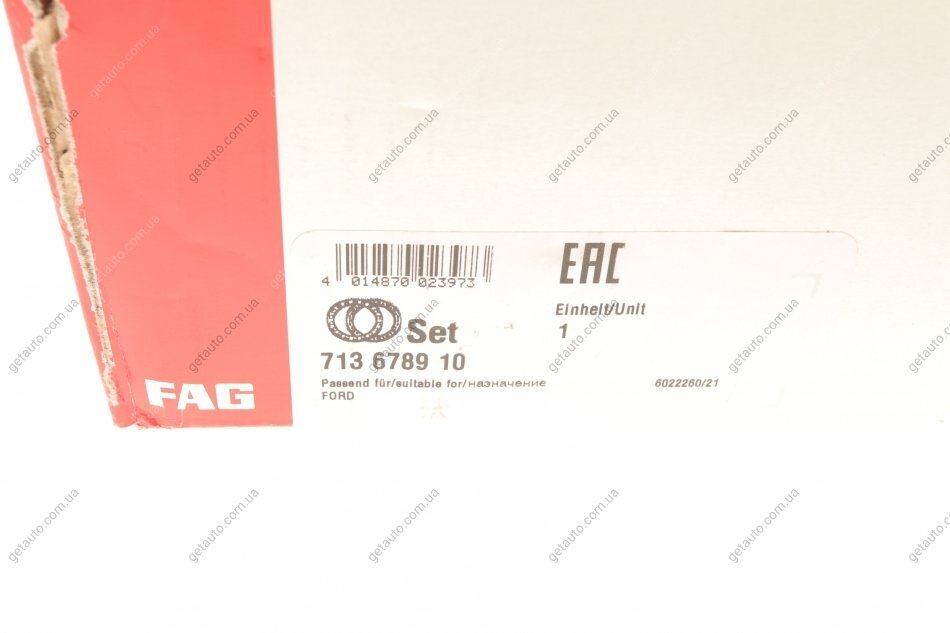 4 014870 023973
EAC
Set
Einheit/Unit
1
713 6789 10
Passend für/suitable for/назначение
FORD
6022260/21
FAG
getauto.com.ua